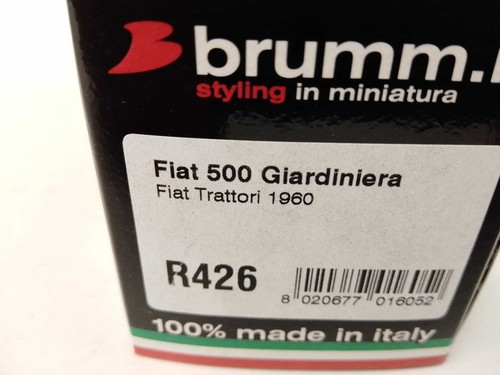 brumm.
styling in miniatura
Fiat 500 Giardiniera
Fiat Trattori 1960
R426
8 020677 016052
100% made in italy